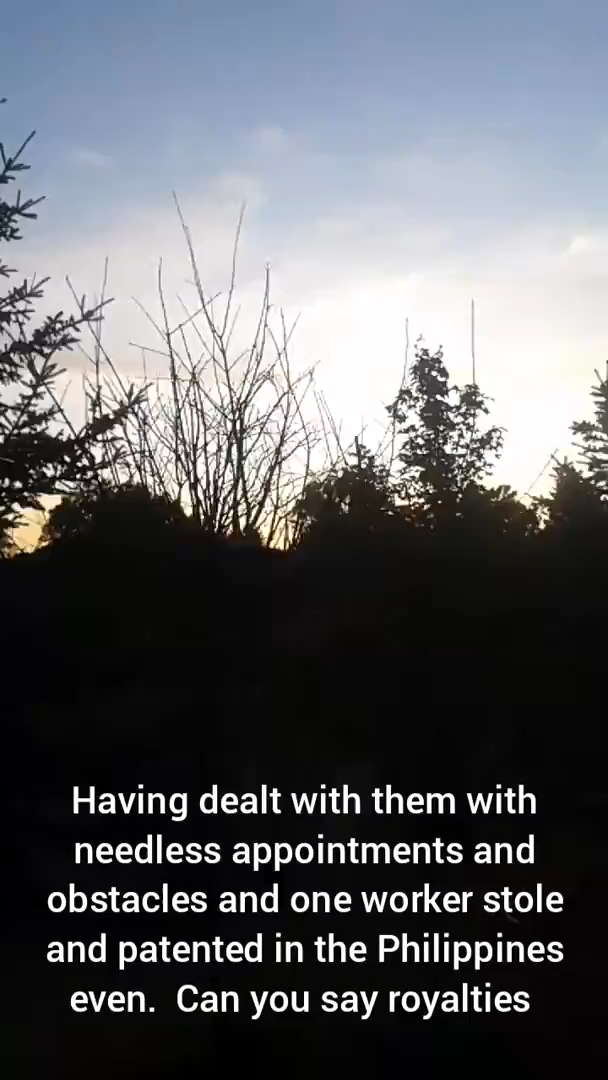 Having dealt with them with
needless appointments and
obstacles and one worker stole
and patented in the Philippines
even.  Can you say royalties